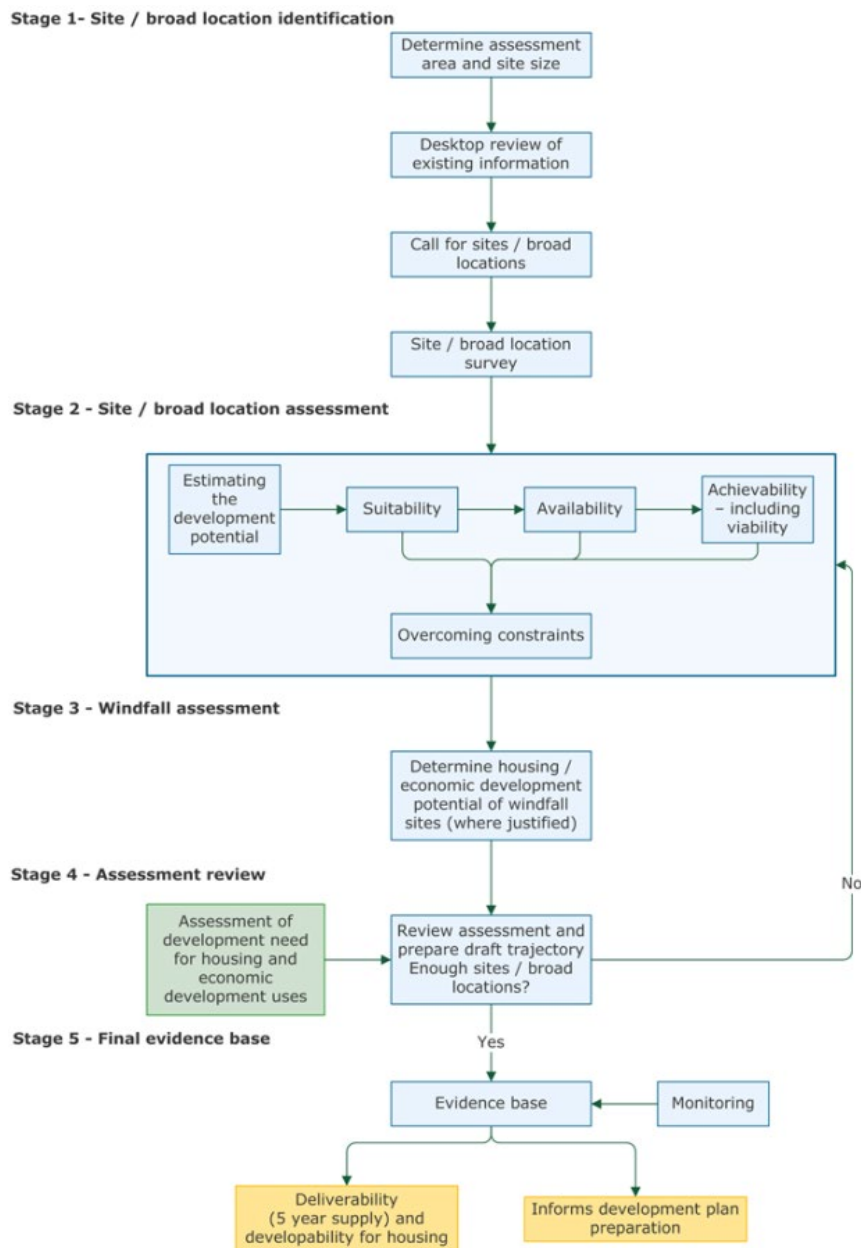 Stage 1- Site / broad location identification
Determine assessment
area and site size
Desktop review of
existing information
Call for sites / broad
locations
Site / broad location
survey
Stage 2 - Site / broad location assessment
Estimating
the
development
potential
Suitability
Availability
Achievability
– including
viability
Overcoming constraints
Stage 3 - Windfall assessment
Determine housing /
economic development
potential of windfall
sites (where justified)
Stage 4 - Assessment review
No
Assessment of
development need
for housing and
economic
development uses
Review assessment and
prepare draft trajectory
Enough sites / broad
locations?
Stage 5 - Final evidence base
Yes
Evidence base
Monitoring
Deliverability
(5 year supply) and
developability for housing
Informs development plan
preparation